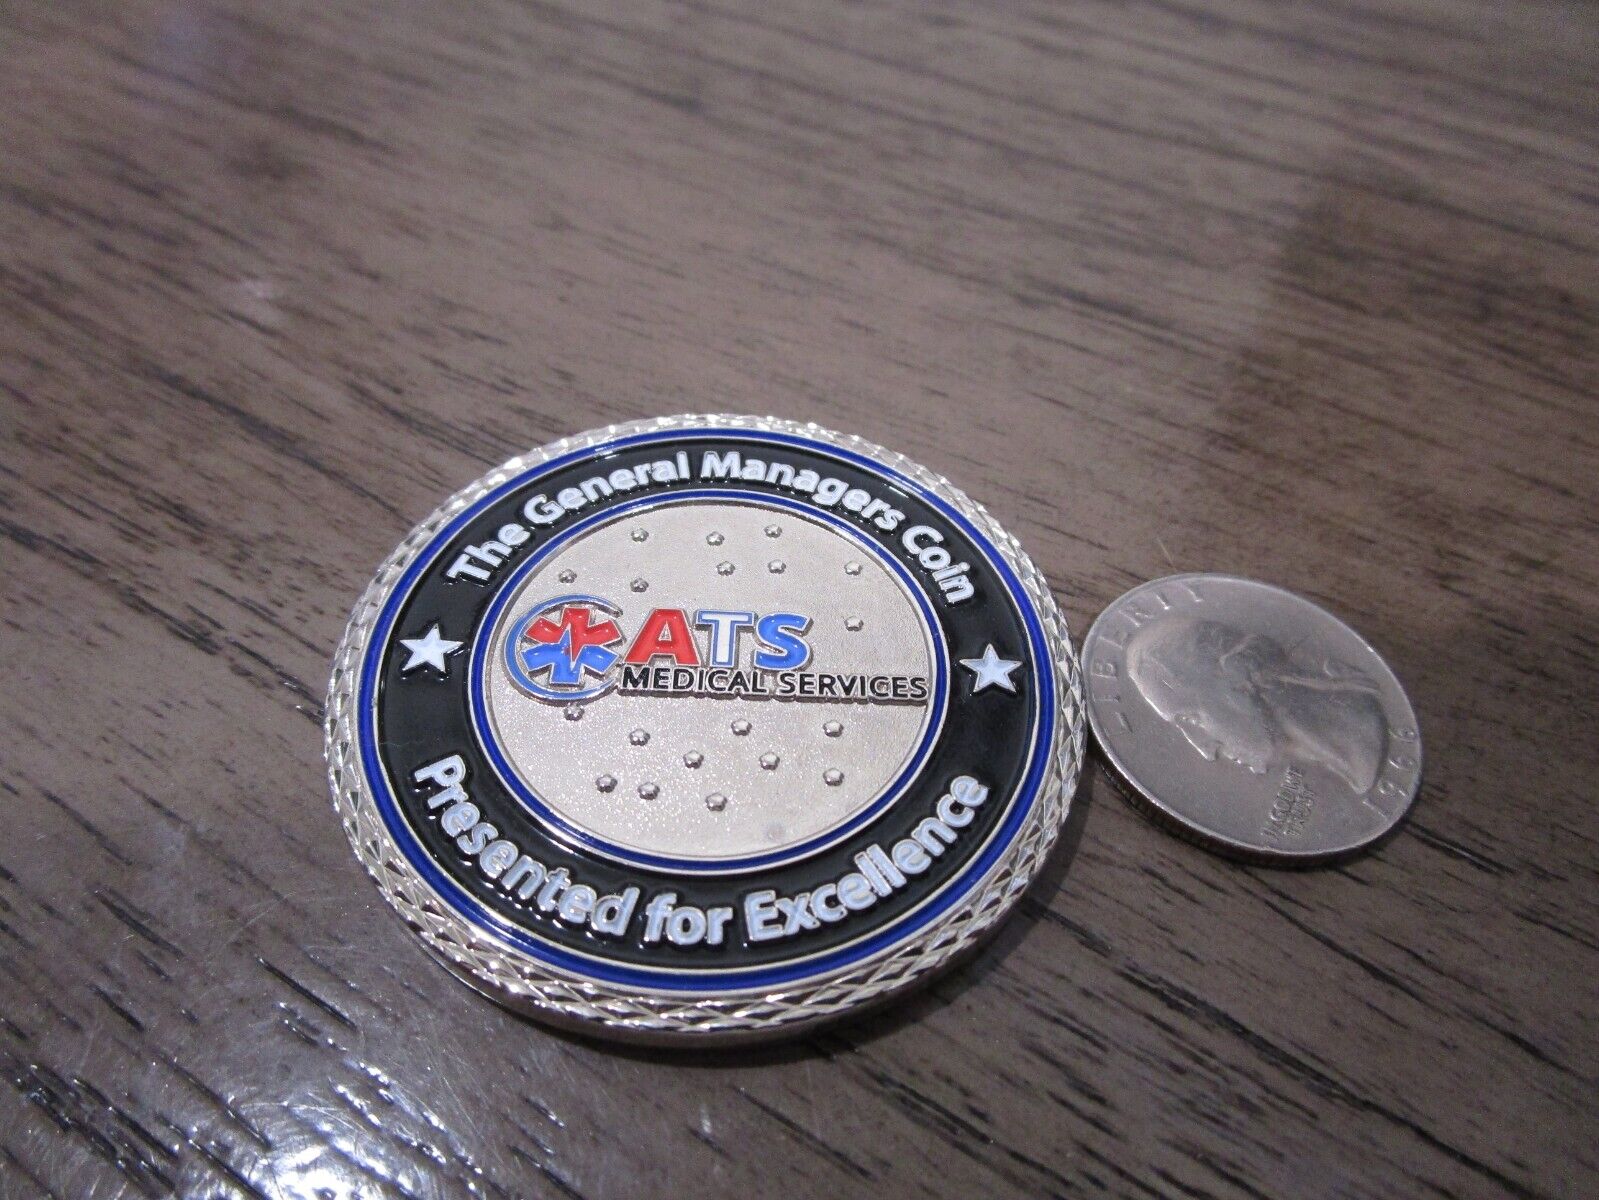 The General Managers Coin
ATS
MEDICAL SERVICES
Presented for Excellence
LIBERTY
1966